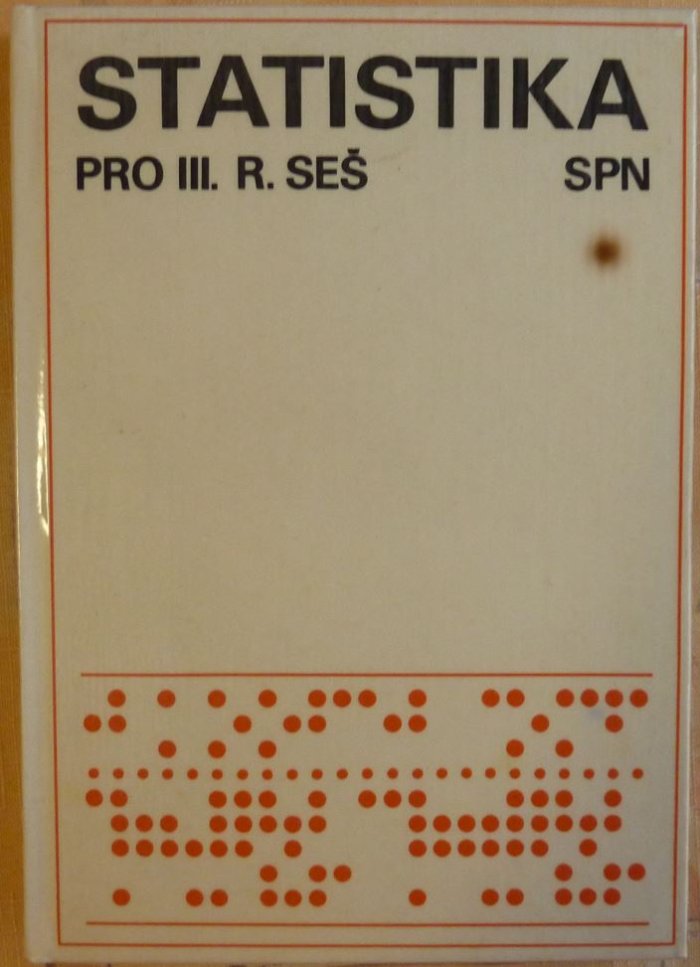 STATISTIKA
PRO III. R. SEŠ SPN